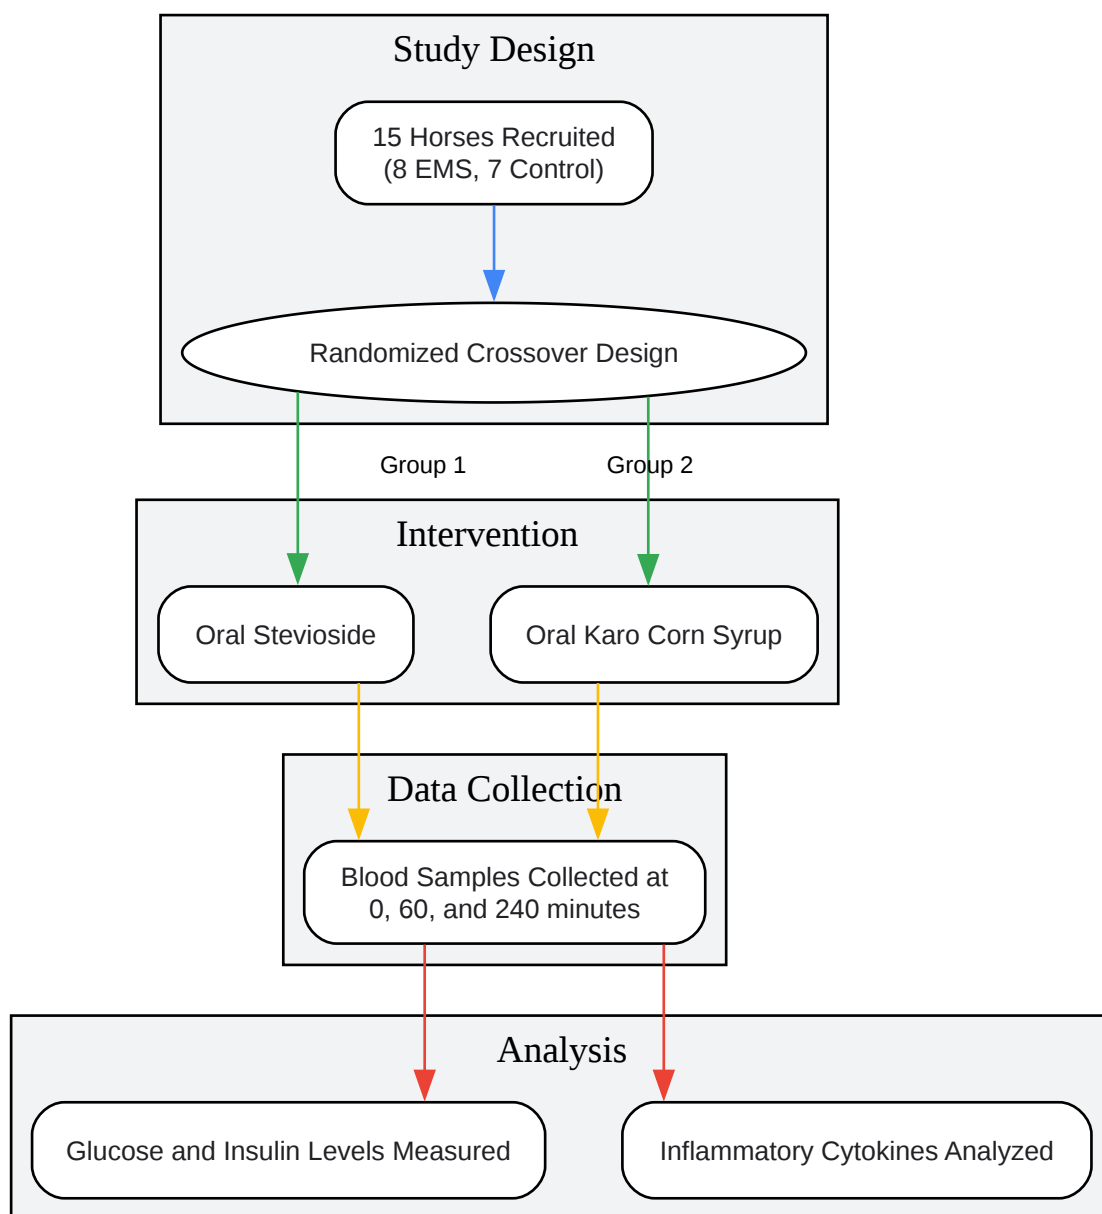 Study Design
15 Horses Recruited
(8 EMS, 7 Control)
Randomized Crossover Design
Group 1
Group 2
Intervention
Oral Stevioside
Oral Karo Corn Syrup
Data Collection
Blood Samples Collected at
0, 60, and 240 minutes
Analysis
Glucose and Insulin Levels Measured
Inflammatory Cytokines Analyzed